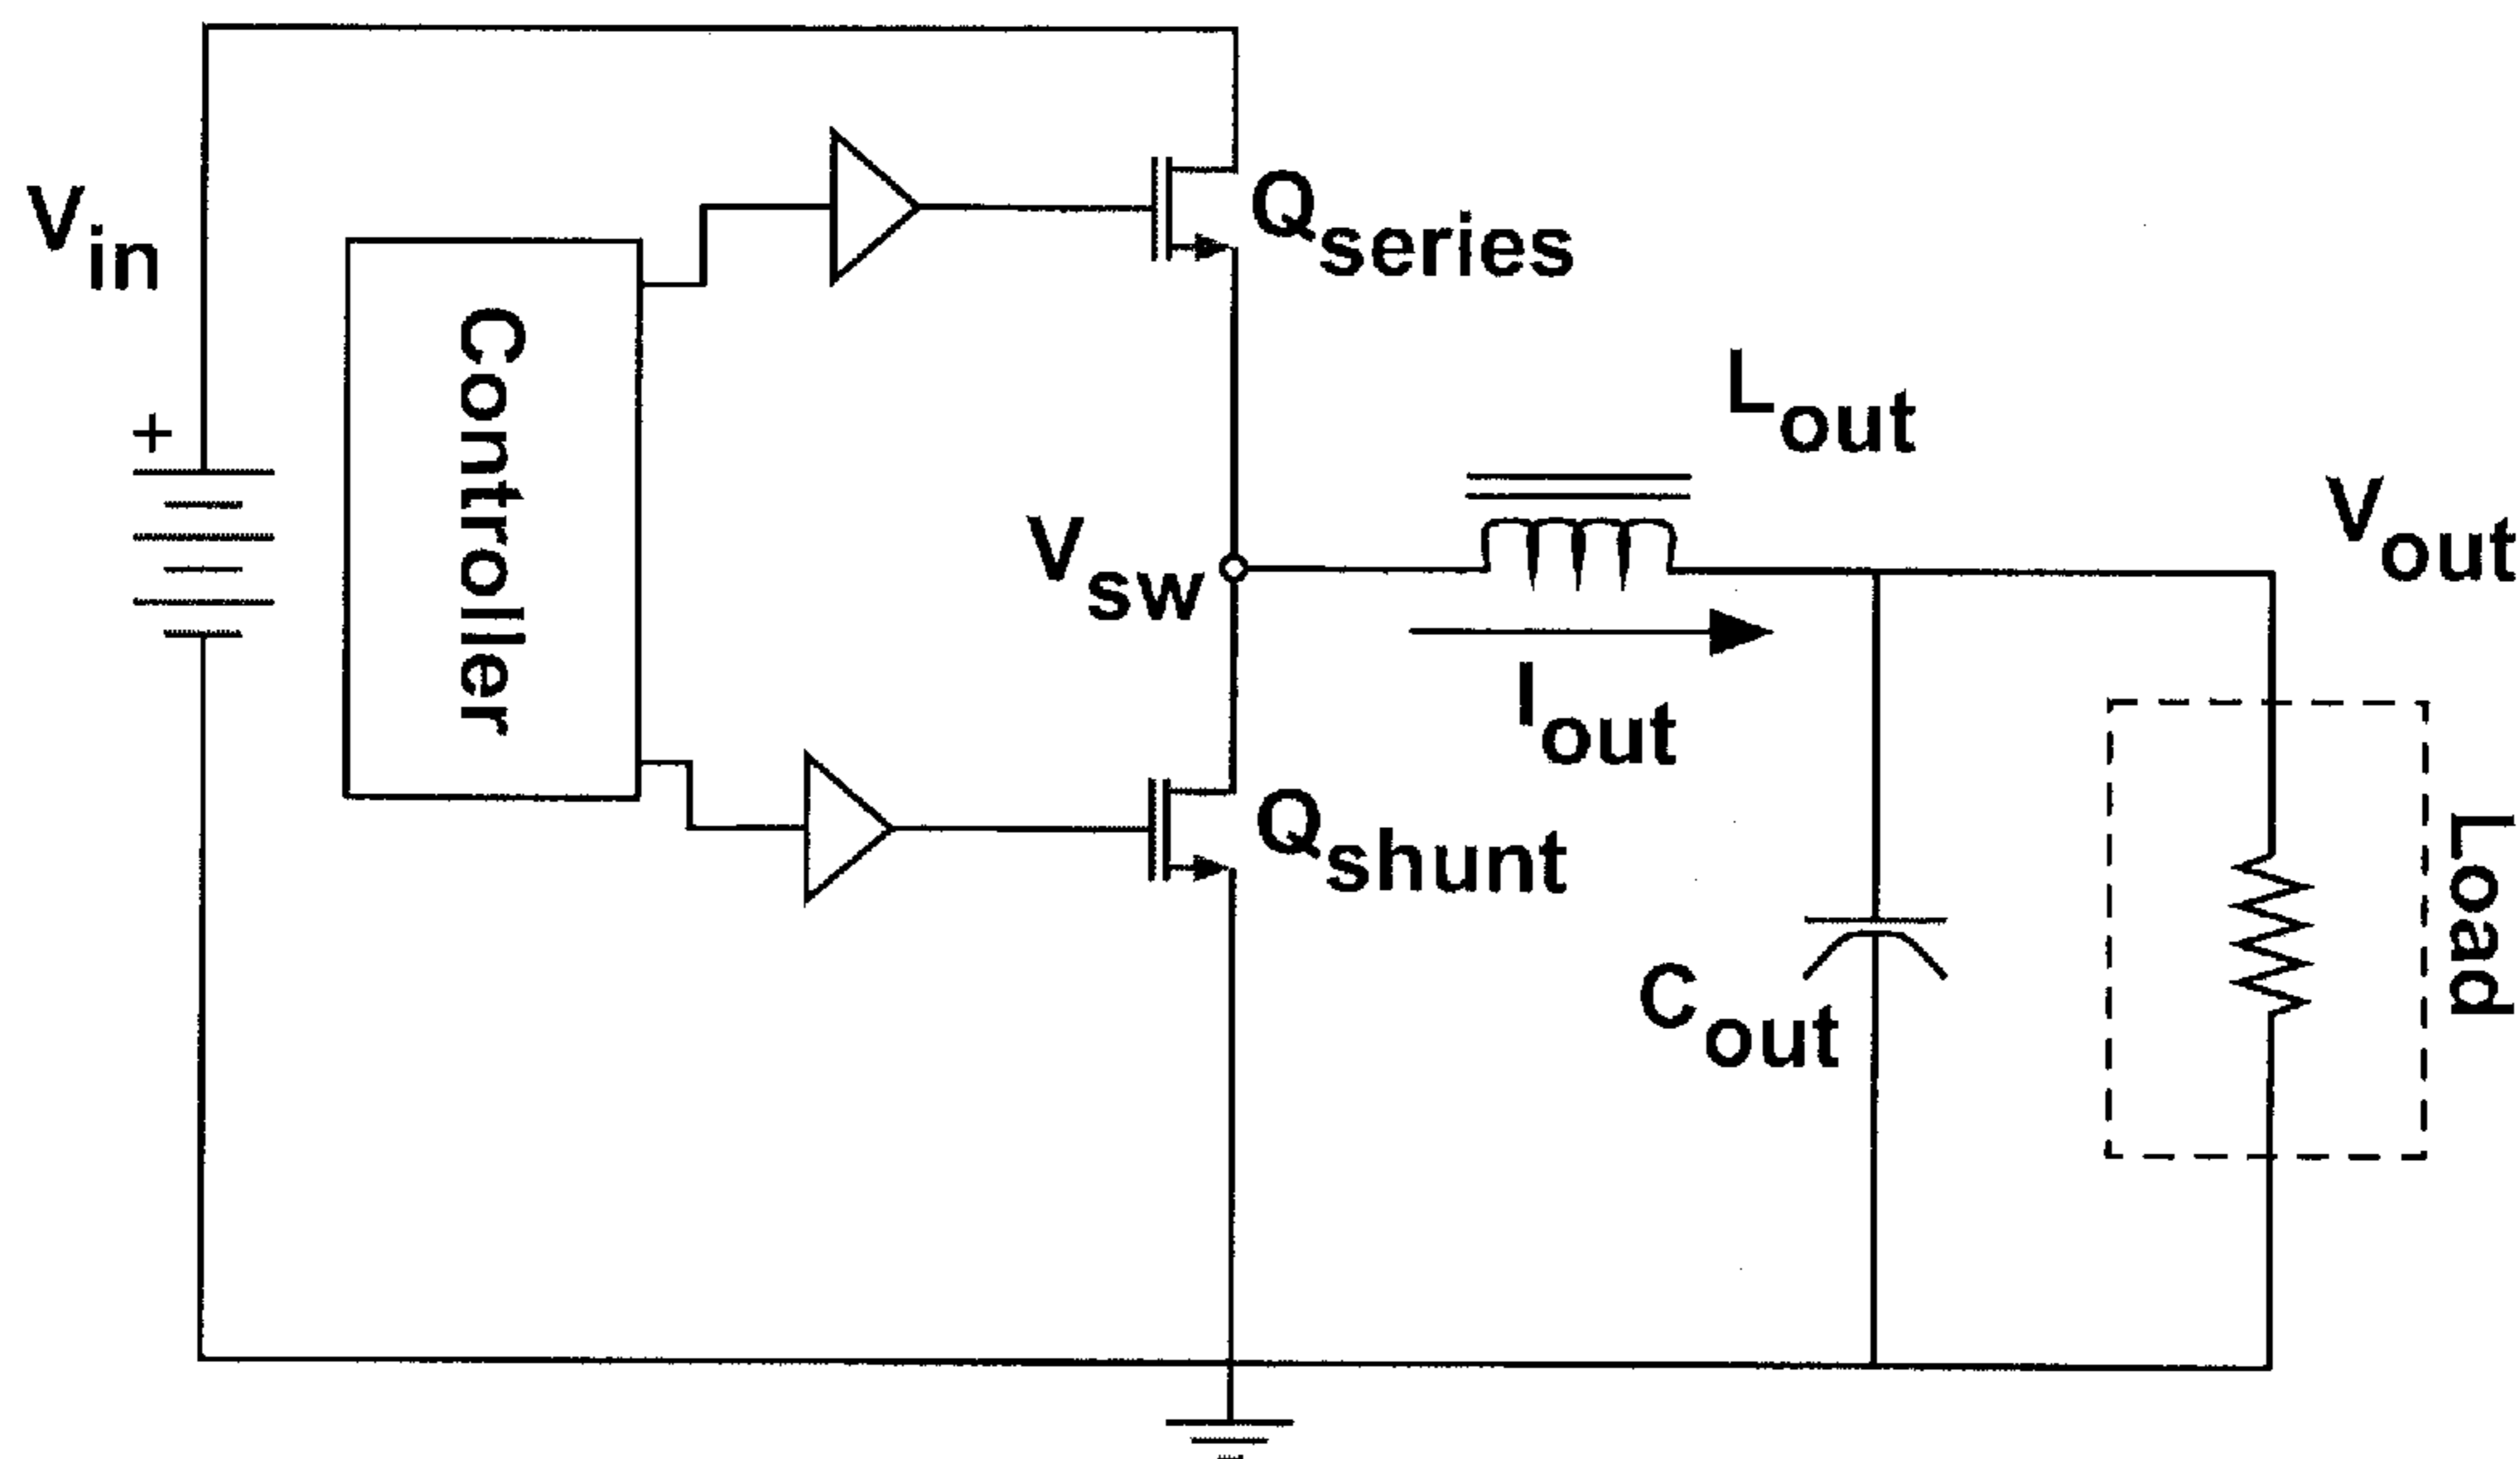 Vin
+
Controller
Qseries
Vsw
Lout
Iout
Vout
Qshunt
Cout
Load